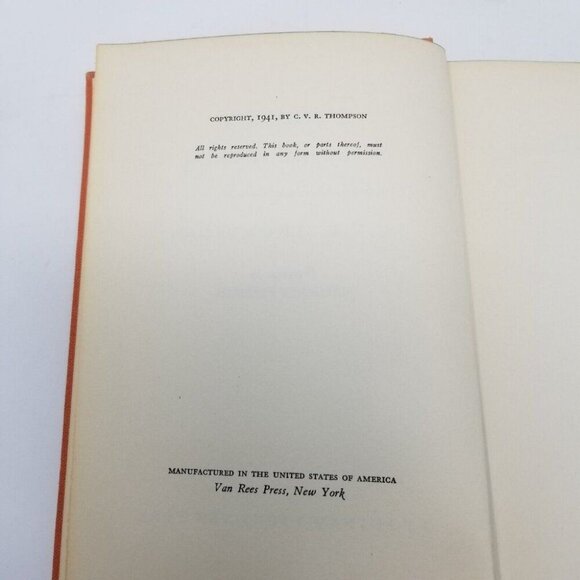 COPYRIGHT, 1941, BY C. V. R. THOMPSON
All rights reserved. This book, or parts thereof, must
not be reproduced in any form without permission.
MANUFACTURED IN THE UNITED STATES OF AMERICA
Van Rees Press, New York